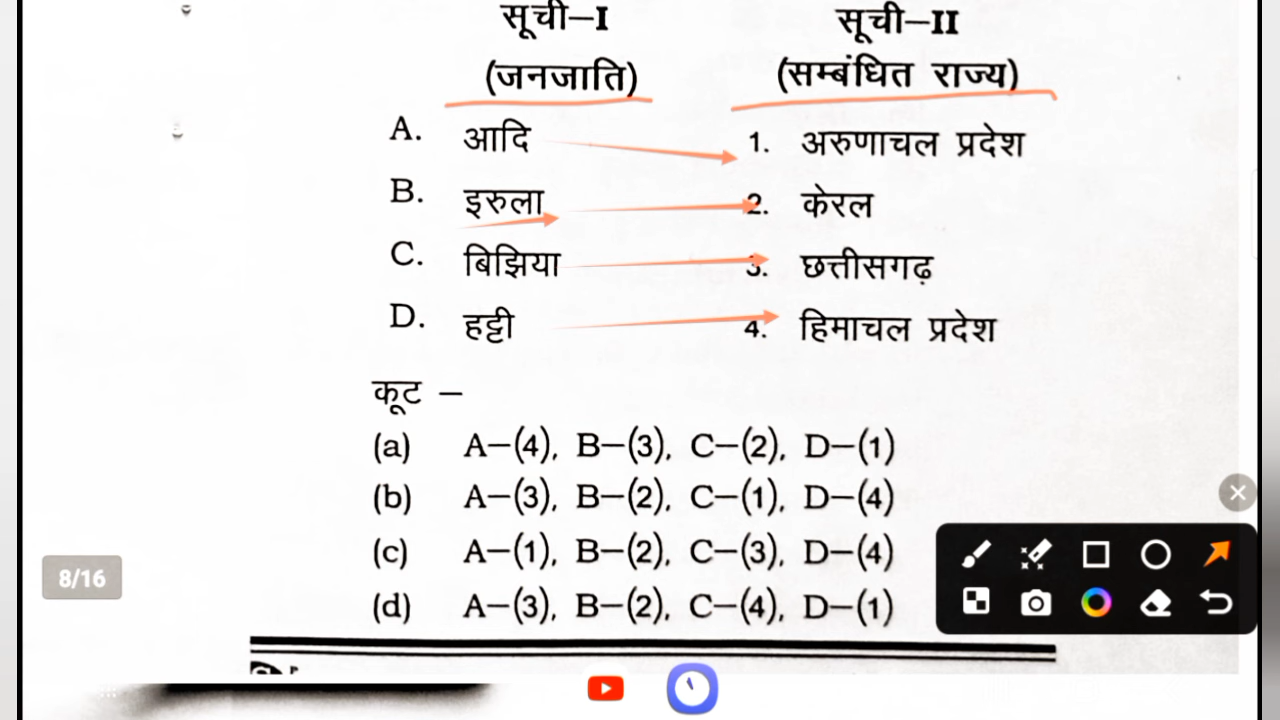 सूची–I सूची–II
(जनजाति) (सम्बंधित राज्य)
A. आदि 1. अरुणाचल प्रदेश
B. इरुला 2. केरल
C. बिझिया 3. छत्तीसगढ़
D. हट्टी 4. हिमाचल प्रदेश
कूट –
(a) A–(4), B–(3), C–(2), D–(1)
(b) A–(3), B–(2), C–(1), D–(4)
(c) A–(1), B–(2), C–(3), D–(4)
(d) A–(3), B–(2), C–(4), D–(1)
8/16